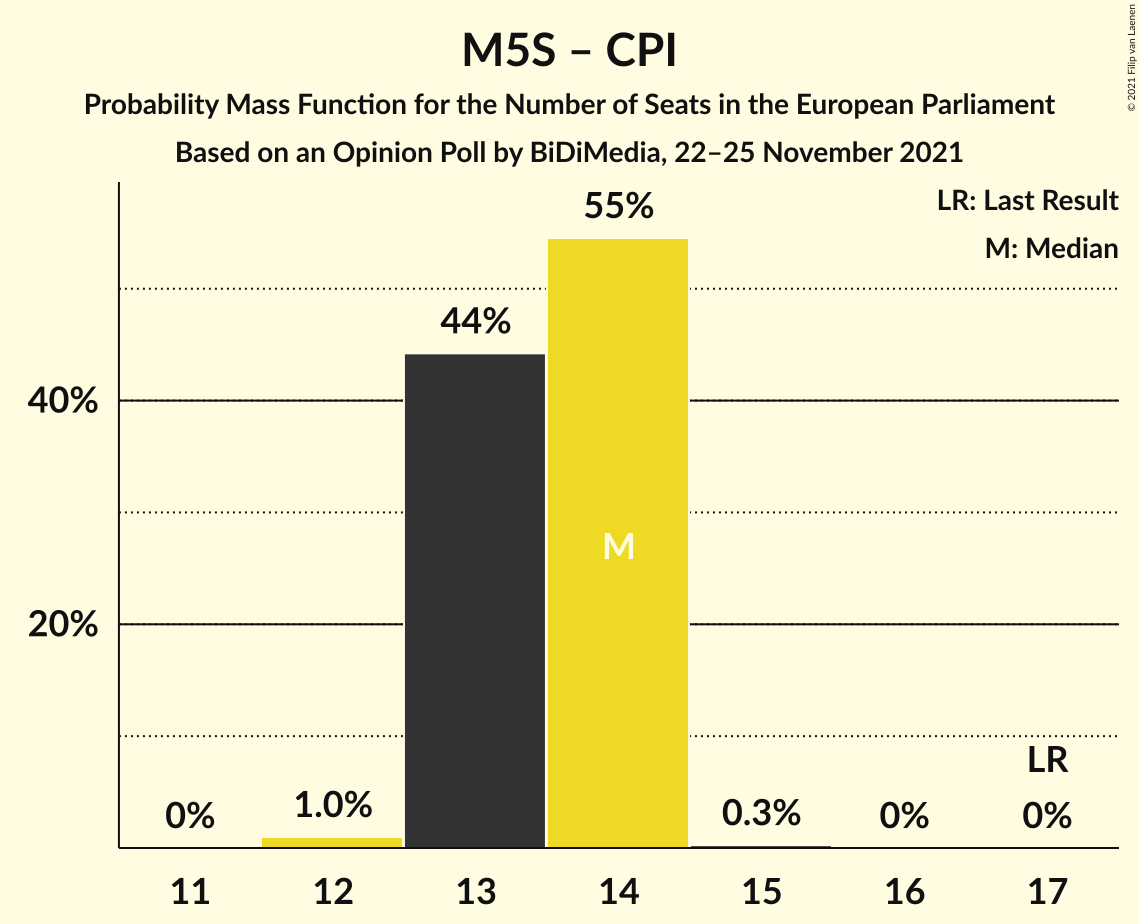 M5S – CPI
Probability Mass Function for the Number of Seats in the European Parliament
Based on an Opinion Poll by BiDiMedia, 22–25 November 2021
© 2021 Filip van Laenen
LR: Last Result
M: Median
55%
44%
40%
M
20%
LR
0%
1.0%
0.3%
0%
0%
11
12
13
14
15
16
17